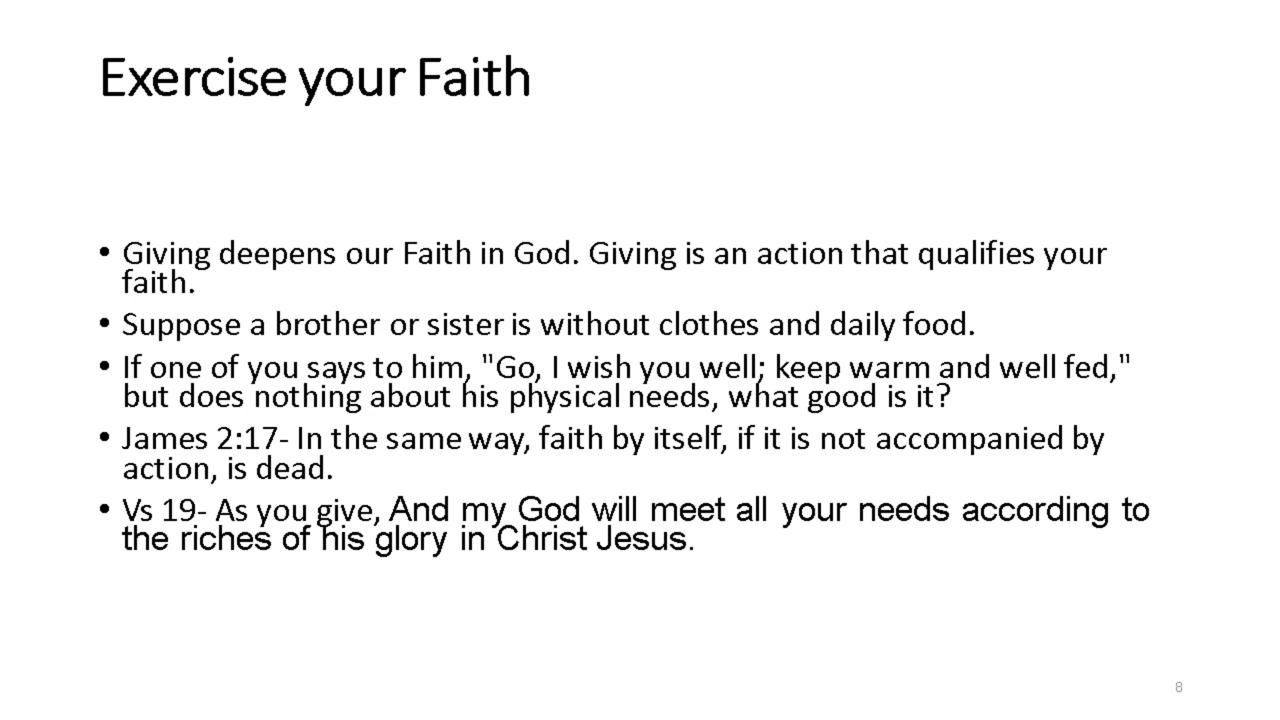 Exercise your Faith
• Giving deepens our Faith in God. Giving is an action that qualifies your
faith.
• Suppose a brother or sister is without clothes and daily food.
• If one of you says to him, "Go, I wish you well; keep warm and well fed,"
but does nothing about his physical needs, what good is it?
• James 2:17- In the same way, faith by itself, if it is not accompanied by
action, is dead.
• Vs 19- As you give, And my God will meet all your needs according to
the riches of his glory in Christ Jesus.
8